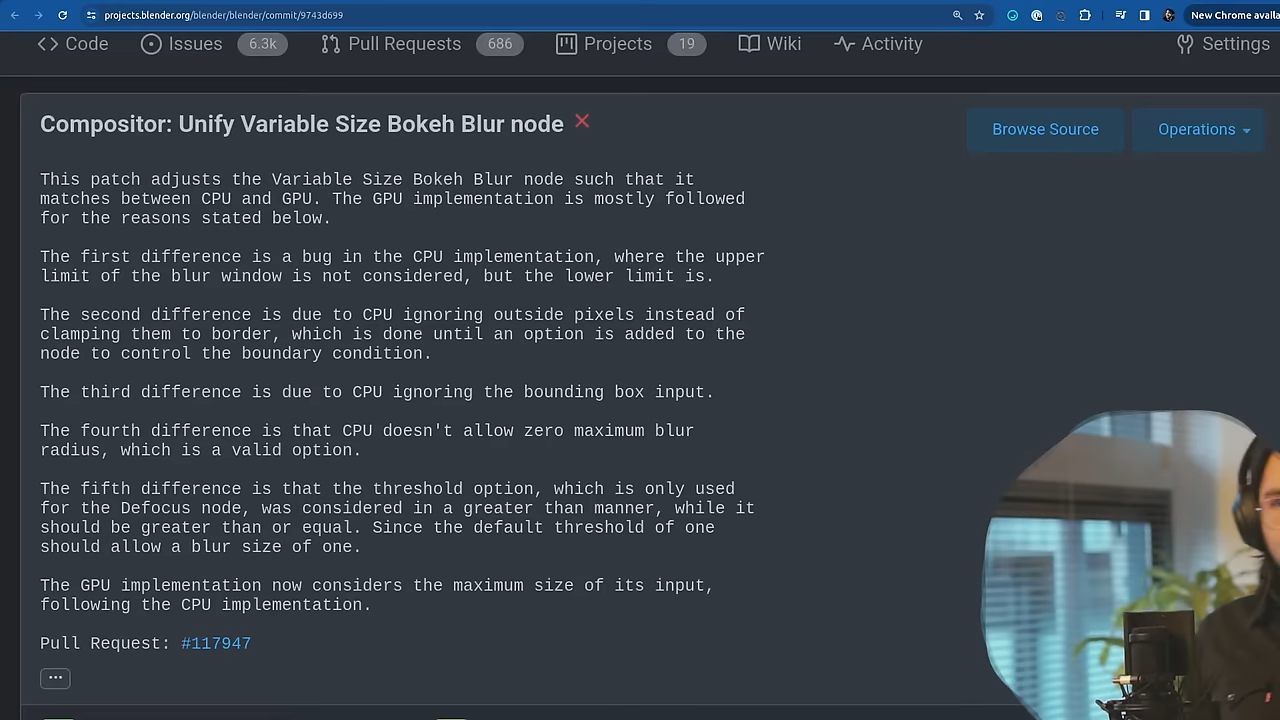 projects.blender.org/blender/blender/commit/9743d699
New Chrome availa
Code
Issues
6.3k
Pull Requests
686
Projects
19
Wiki
Activity
Settings
Compositor: Unify Variable Size Bokeh Blur node
Browse Source
Operations
This patch adjusts the Variable Size Bokeh Blur node such that it
matches between CPU and GPU. The GPU implementation is mostly followed
for the reasons stated below.
The first difference is a bug in the CPU implementation, where the upper
limit of the blur window is not considered, but the lower limit is.
The second difference is due to CPU ignoring outside pixels instead of
clamping them to border, which is done until an option is added to the
node to control the boundary condition.
The third difference is due to CPU ignoring the bounding box input.
The fourth difference is that CPU doesn't allow zero maximum blur
radius, which is a valid option.
The fifth difference is that the threshold option, which is only used
for the Defocus node, was considered in a greater than manner, while it
should be greater than or equal. Since the default threshold of one
should allow a blur size of one.
The GPU implementation now considers the maximum size of its input,
following the CPU implementation.
Pull Request: #117947
...